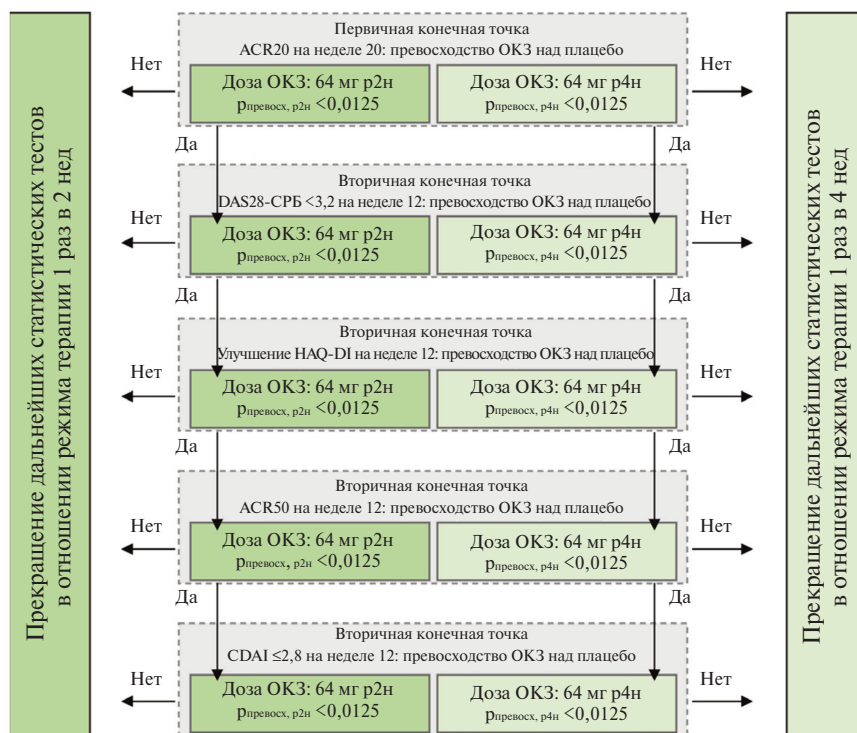 Прекращение дальнейших статистических тестов
в отношении режима терапии 1 раз в 2 нед
Первичная конечная точка
ACR20 на неделе 20: превосходство ОКЗ над плацебо
Нет
Доза ОКЗ: 64 мг р2н
pпревосх, р2н <0,0125
Доза ОКЗ: 64 мг р4н
pпревосх, р4н <0,0125
Нет
Да
Да
Вторичная конечная точка
DAS28-СРБ <3,2 на неделе 12: превосходство ОКЗ над плацебо
Нет
Доза ОКЗ: 64 мг р2н
pпревосх, р2н <0,0125
Доза ОКЗ: 64 мг р4н
pпревосх, р4н <0,0125
Нет
Да
Да
Вторичная конечная точка
Улучшение HAQ-DI на неделе 12: превосходство ОКЗ над плацебо
Нет
Доза ОКЗ: 64 мг р2н
pпревосх, р2н <0,0125
Доза ОКЗ: 64 мг р4н
pпревосх, р4н <0,0125
Нет
Да
Да
Вторичная конечная точка
ACR50 на неделе 12: превосходство ОКЗ над плацебо
Нет
Доза ОКЗ: 64 мг р2н
pпревосх, р2н <0,0125
Доза ОКЗ: 64 мг р4н
pпревосх, р4н <0,0125
Нет
Да
Да
Вторичная конечная точка
CDAI ≤2,8 на неделе 12: превосходство ОКЗ над плацебо
Нет
Доза ОКЗ: 64 мг р2н
pпревосх, р2н <0,0125
Доза ОКЗ: 64 мг р4н
pпревосх, р4н <0,0125
Нет
Прекращение дальнейших статистических тестов
в отношении режима терапии 1 раз в 4 нед